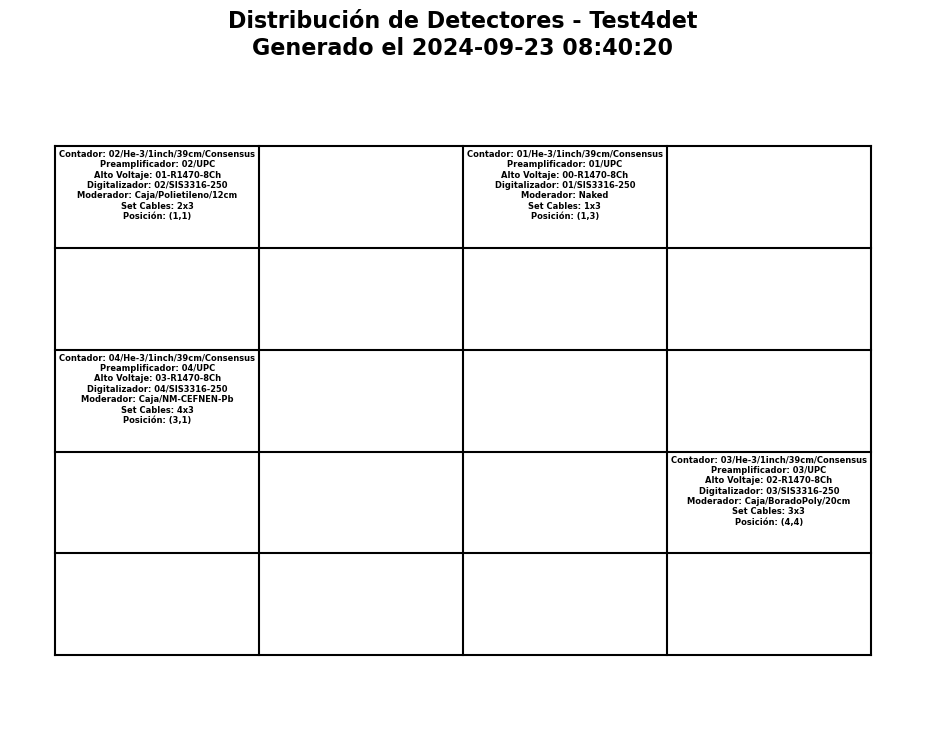 Distribución de Detectores - Test4det
Generado el 2024-09-23 08:40:20
Contador: 02/He-3/1inch/39cm/Consensus
Preamplificador: 02/UPC
Alto Voltaje: 01-R1470-8Ch
Digitalizador: 02/SIS3316-250
Moderador: Caja/Polietileno/12cm
Set Cables: 2x3
Posición: (1,1)
Contador: 01/He-3/1inch/39cm/Consensus
Preamplificador: 01/UPC
Alto Voltaje: 00-R1470-8Ch
Digitalizador: 01/SIS3316-250
Moderador: Naked
Set Cables: 1x3
Posición: (1,3)
Contador: 04/He-3/1inch/39cm/Consensus
Preamplificador: 04/UPC
Alto Voltaje: 03-R1470-8Ch
Digitalizador: 04/SIS3316-250
Moderador: Caja/NM-CEFNEN-Pb
Set Cables: 4x3
Posición: (3,1)
Contador: 03/He-3/1inch/39cm/Consensus
Preamplificador: 03/UPC
Alto Voltaje: 02-R1470-8Ch
Digitalizador: 03/SIS3316-250
Moderador: Caja/BoradoPoly/20cm
Set Cables: 3x3
Posición: (4,4)